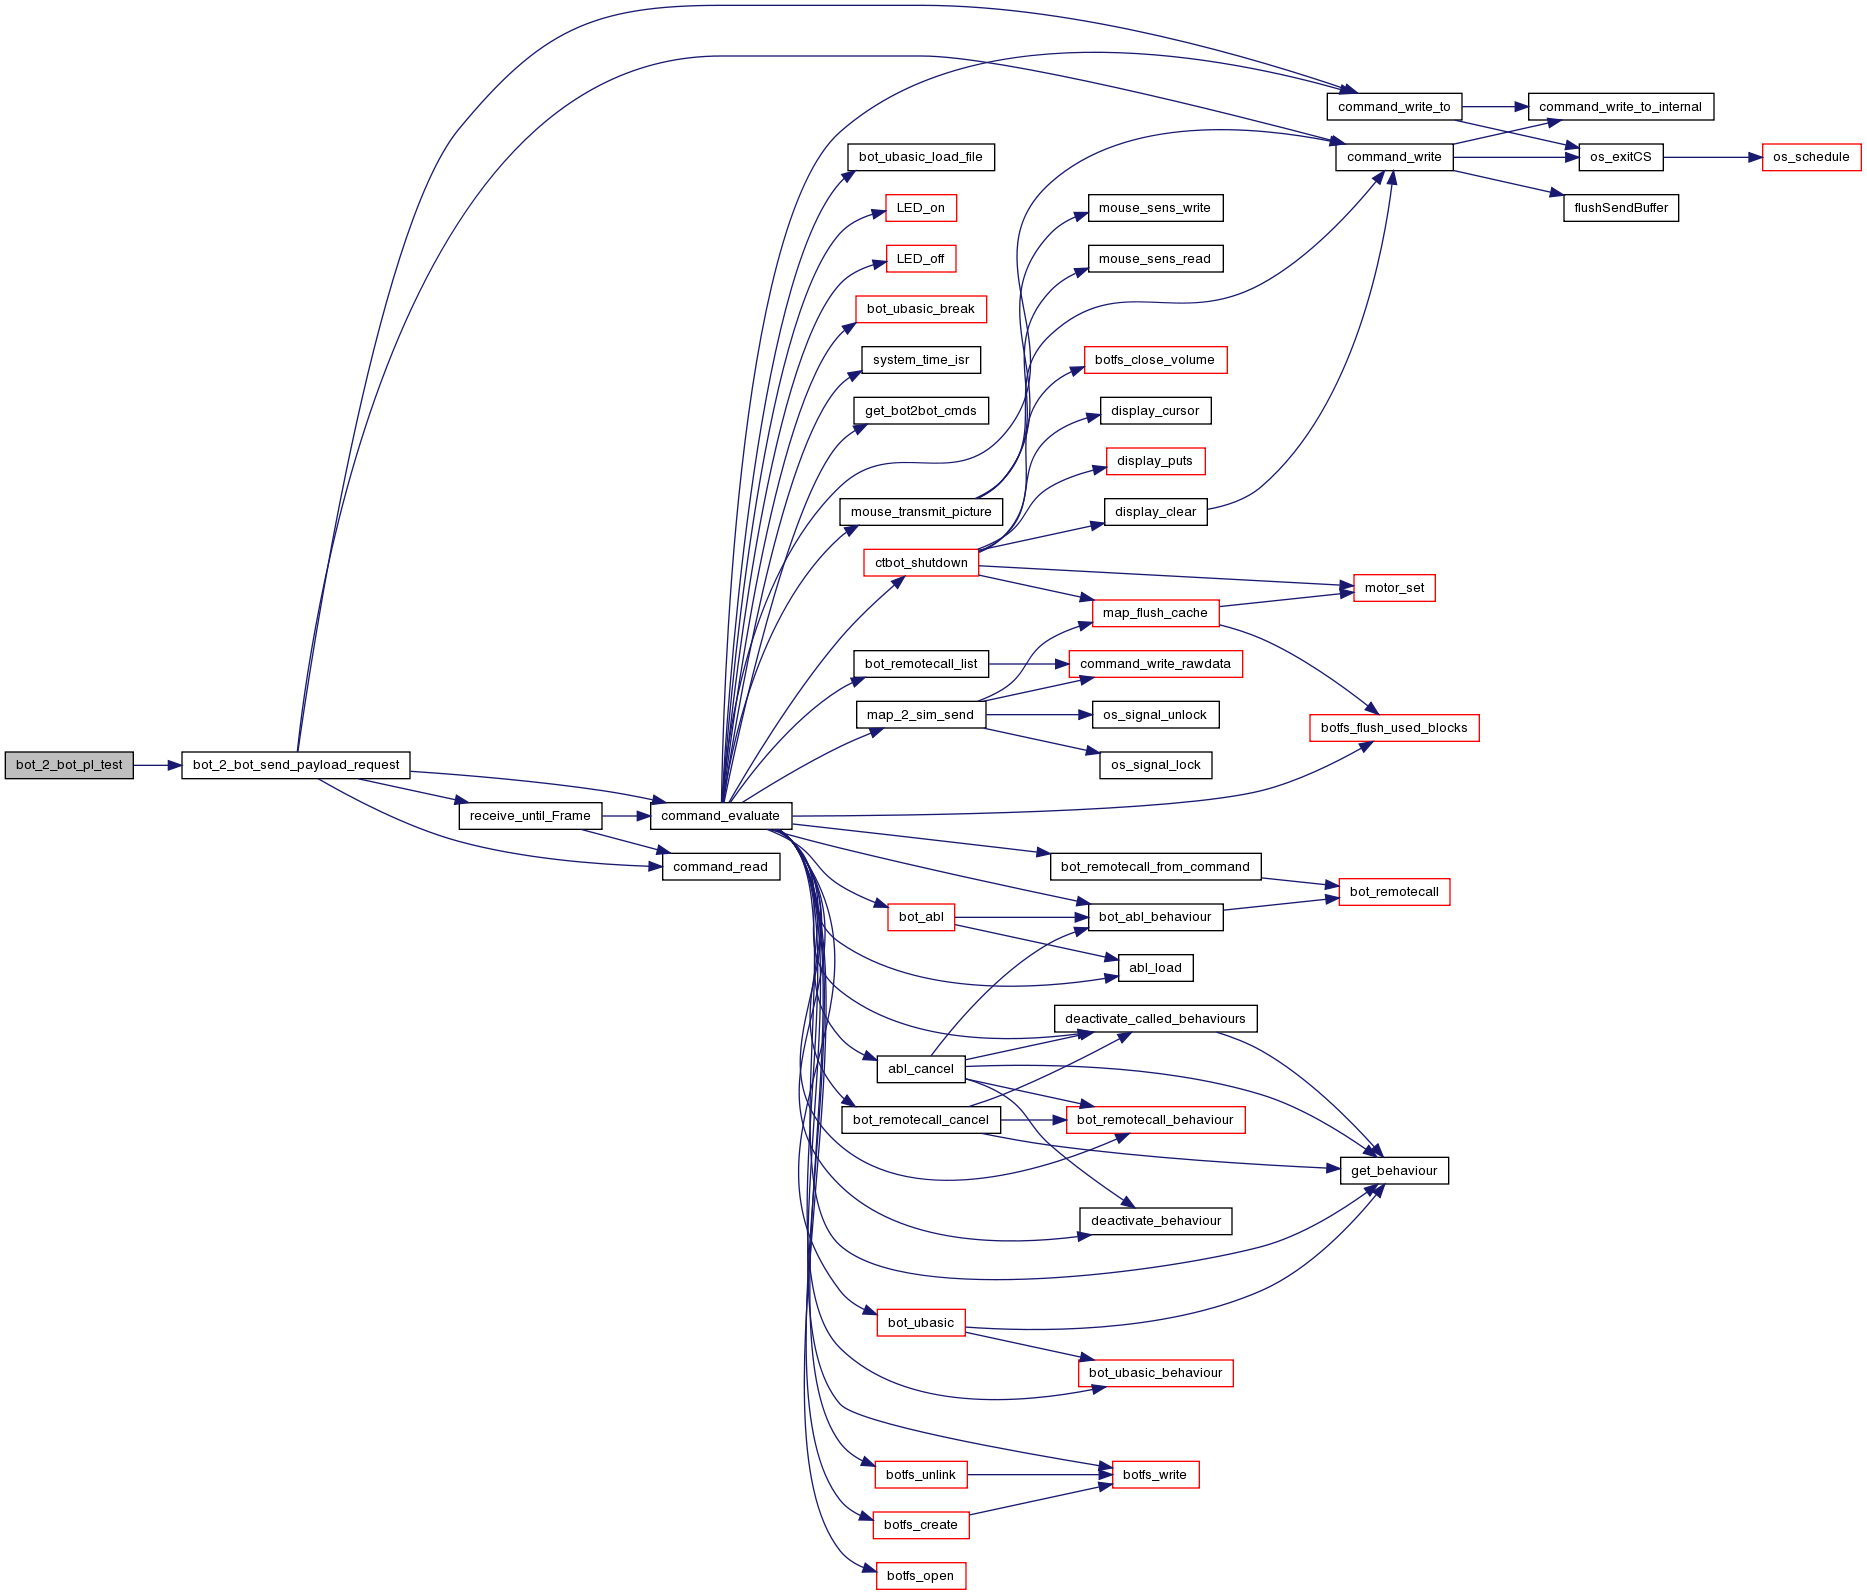 bot_2_bot_pl_test
bot_2_bot_send_payload_request
receive_until_Frame
command_evaluate
command_read
bot_ubasic_load_file
LED_on
LED_off
bot_ubasic_break
system_time_isr
get_bot2bot_cmds
mouse_transmit_picture
ctbot_shutdown
bot_remotecall_list
map_2_sim_send
bot_abl
abl_cancel
bot_remotecall_cancel
bot_ubasic
botfs_unlink
botfs_create
botfs_open
mouse_sens_write
mouse_sens_read
botfs_close_volume
display_cursor
display_puts
display_clear
map_flush_cache
command_write_rawdata
os_signal_unlock
os_signal_lock
bot_remotecall_from_command
bot_abl_behaviour
abl_load
deactivate_called_behaviours
bot_remotecall_behaviour
deactivate_behaviour
bot_ubasic_behaviour
botfs_write
command_write_to
command_write
motor_set
botfs_flush_used_blocks
bot_remotecall
get_behaviour
command_write_to_internal
os_exitCS
flushSendBuffer
os_schedule